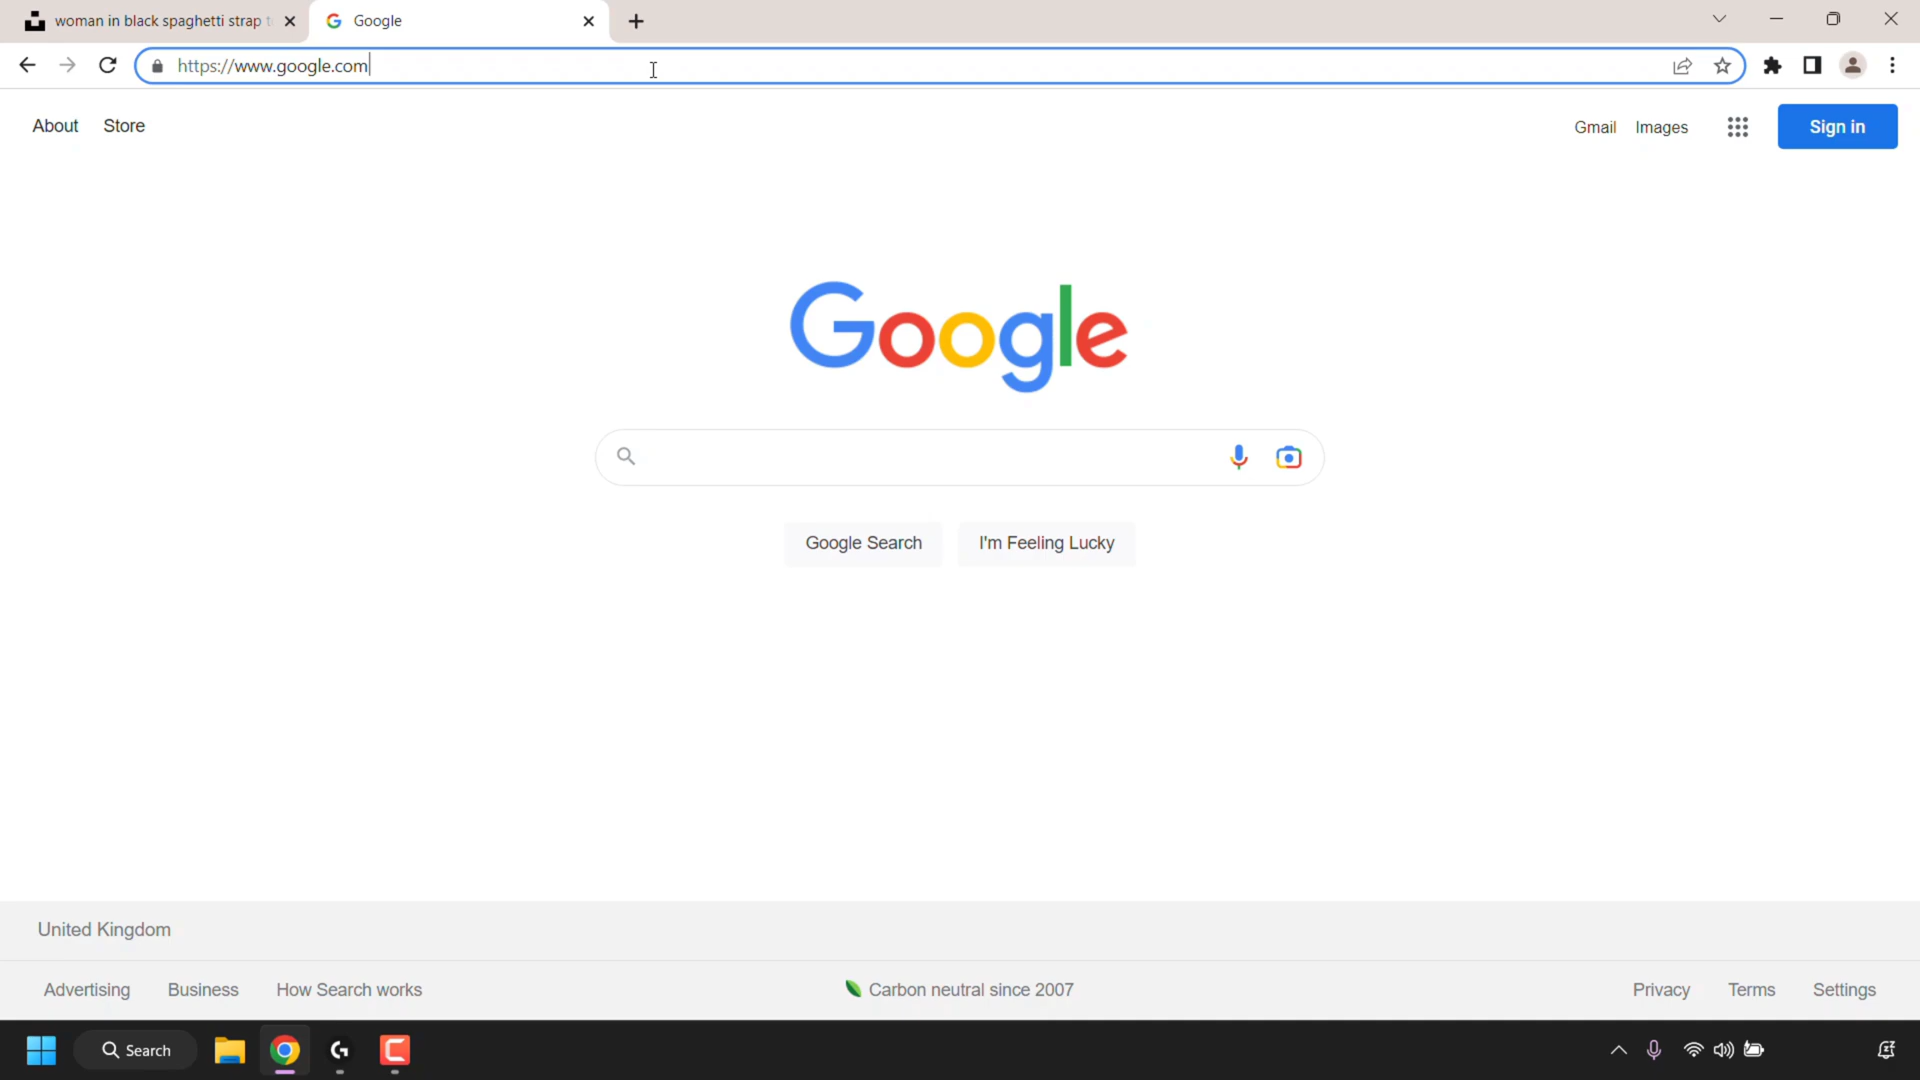 woman in black spaghetti strap t
Google
https://www.google.com
About Store
Gmail Images Sign in
Google
Google Search I'm Feeling Lucky
United Kingdom
Advertising Business How Search works
Carbon neutral since 2007
Privacy Terms Settings
Search